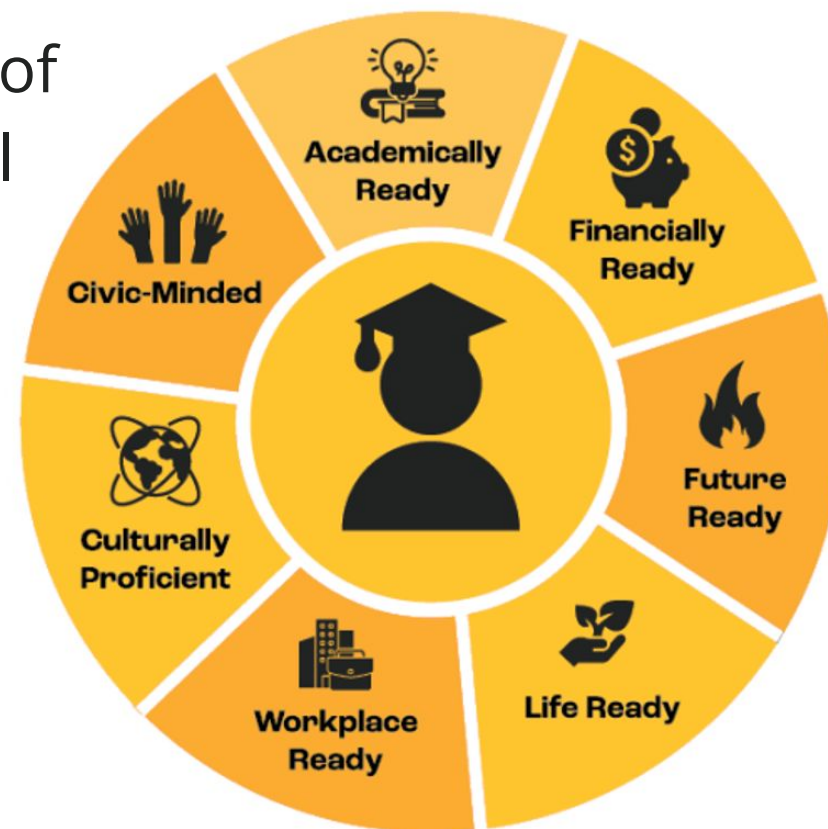 of
l
Academically
Ready
$
Financially
Ready
Future
Ready
Life Ready
Workplace
Ready
Culturally
Proficient
Civic-Minded